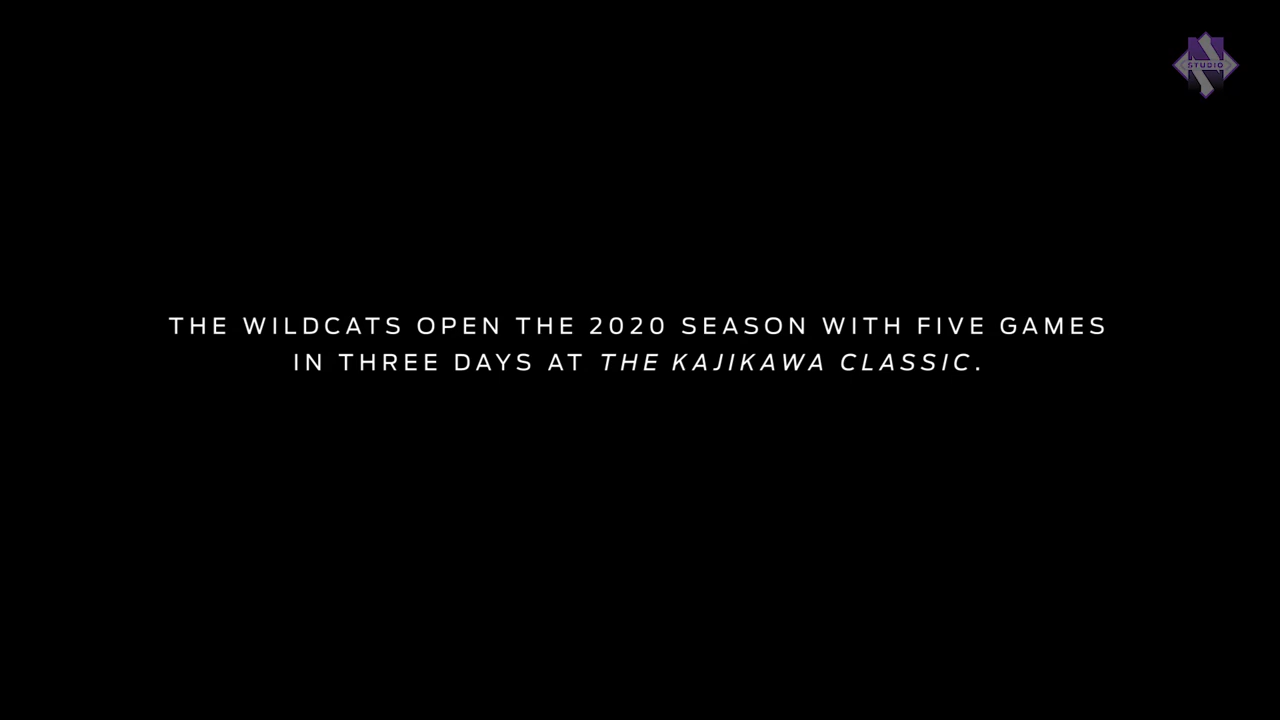 STUDIO
THE WILDCATS OPEN THE 2020 SEASON WITH FIVE GAMES
IN THREE DAYS AT THE KAJIKAWA CLASSIC.